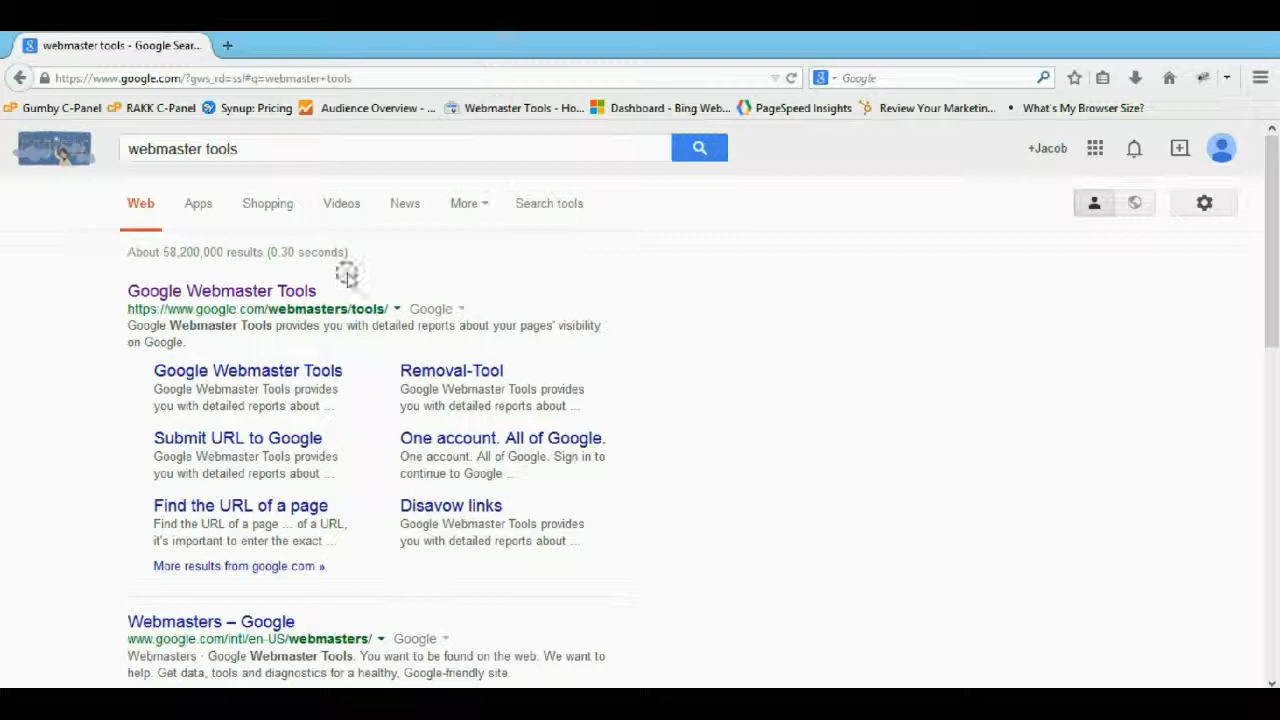 webmaster tools - Google Sear...
https://www.google.com/?gws_rd=ssl#q=webmaster+tools
Google
Gumby C-Panel
RAKK C-Panel
Synup: Pricing
Audience Overview - ...
Webmaster Tools - Ho...
Dashboard - Bing Web...
PageSpeed Insights
Review Your Marketin...
What's My Browser Size?
webmaster tools
+Jacob
Web Apps Shopping Videos News More Search tools
About 58,200,000 results (0.30 seconds)
Google Webmaster Tools
https://www.google.com/webmasters/tools/ Google
Google Webmaster Tools provides you with detailed reports about your pages' visibility
on Google.
Google Webmaster Tools
Google Webmaster Tools provides
you with detailed reports about ...
Removal-Tool
Google Webmaster Tools provides
you with detailed reports about ...
Submit URL to Google
Google Webmaster Tools provides
you with detailed reports about ...
One account. All of Google.
One account. All of Google. Sign in to
continue to Google ...
Find the URL of a page
Find the URL of a page ... of a URL,
it's important to enter the exact ...
Disavow links
Google Webmaster Tools provides
you with detailed reports about ...
More results from google.com »
Webmasters – Google
www.google.com/intl/en-US/webmasters/ Google
Webmasters · Google Webmaster Tools. You want to be found on the web. We want to
help. Get data, tools and diagnostics for a healthy, Google-friendly site.